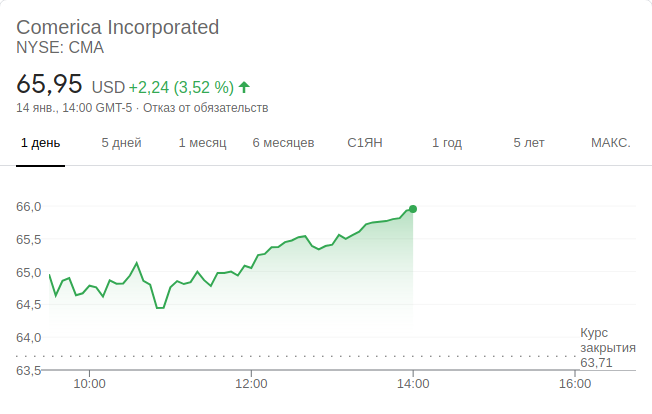 Comerica Incorporated
NYSE: CMA
65,95 USD +2,24 (3,52 %)
14 янв., 14:00 GMT-5 · Отказ от обязательств
1 день 5 дней 1 месяц 6 месяцев С1ЯН 1 год 5 лет МАКС.
66,0
65,5
65,0
64,5
64,0
63,5
Курс
закрытия
63,71
10:00 12:00 14:00 16:00